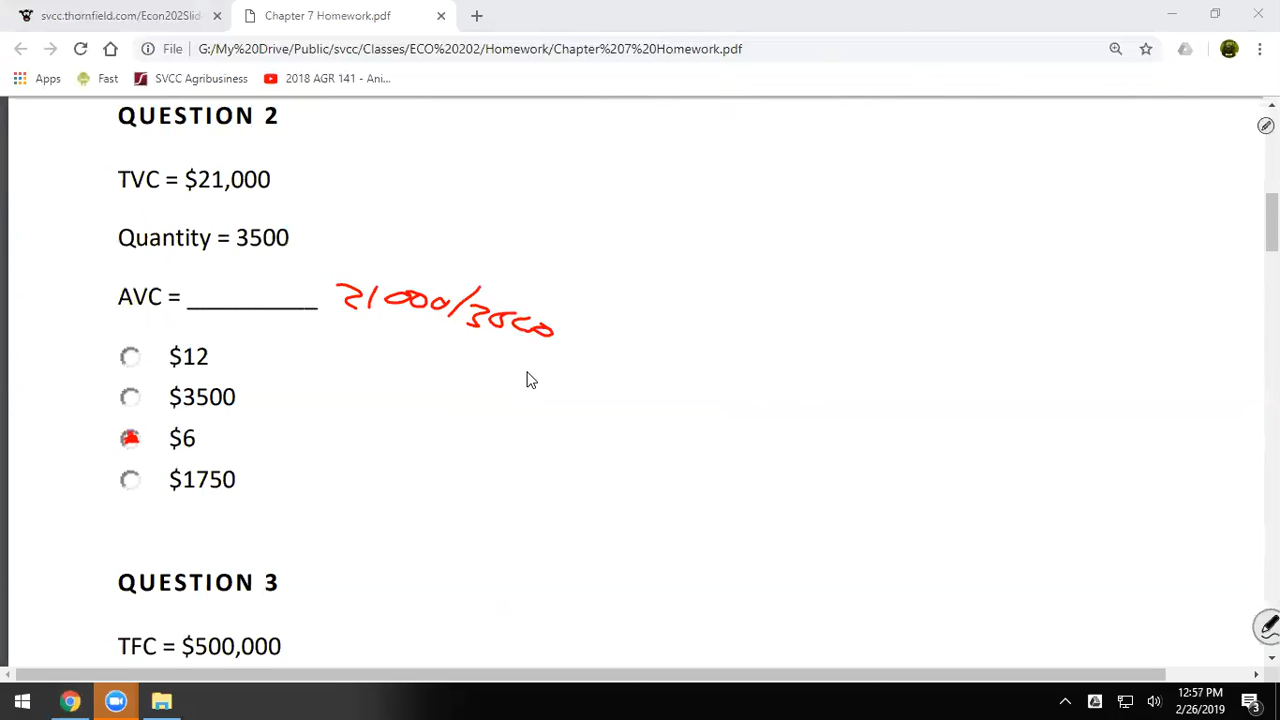 svcc.thornfield.com/Econ202Slid
Chapter 7 Homework.pdf
File
G:/My%20Drive/Public/svcc/Classes/ECO%20202/Homework/Chapter%207%20Homework.pdf
Apps
Fast
SVCC Agribusiness
2018 AGR 141 - Ani...
QUESTION 2
TVC = $21,000
Quantity = 3500
AVC = __________ 21000/3500
$12
$3500
$6
$1750
QUESTION 3
TFC = $500,000
12:57 PM
2/26/2019
3